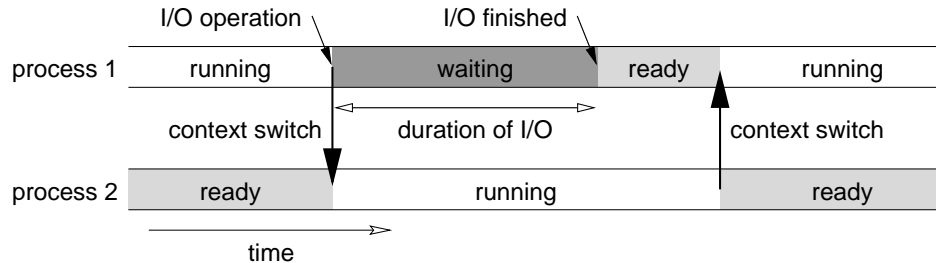 I/O operation I/O finished
process 1 running waiting ready running
context switch duration of I/O context switch
process 2 ready running ready
time